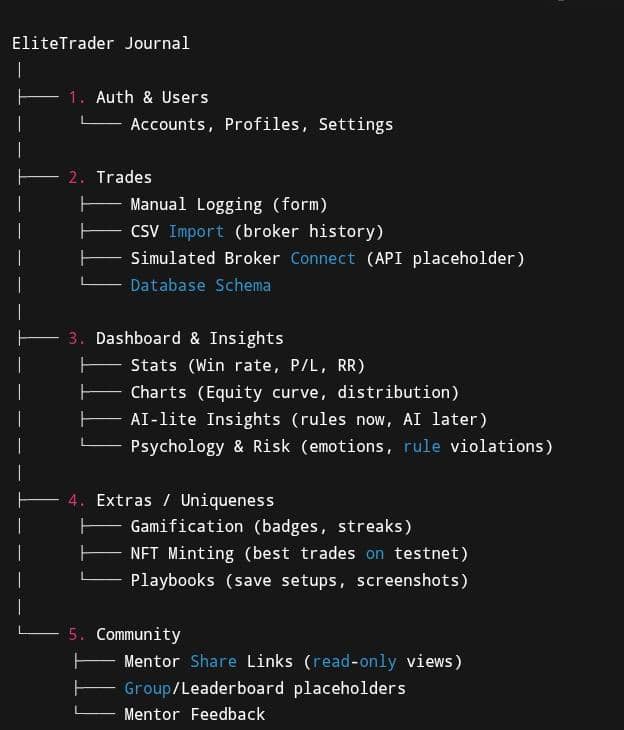 EliteTrader Journal
│
├─── 1. Auth & Users
│ └─── Accounts, Profiles, Settings
│
├─── 2. Trades
│ ├─── Manual Logging (form)
│ ├─── CSV Import (broker history)
│ ├─── Simulated Broker Connect (API placeholder)
│ └─── Database Schema
│
├─── 3. Dashboard & Insights
│ ├─── Stats (Win rate, P/L, RR)
│ ├─── Charts (Equity curve, distribution)
│ ├─── AI-lite Insights (rules now, AI later)
│ └─── Psychology & Risk (emotions, rule violations)
│
├─── 4. Extras / Uniqueness
│ ├─── Gamification (badges, streaks)
│ ├─── NFT Minting (best trades on testnet)
│ └─── Playbooks (save setups, screenshots)
│
└─── 5. Community
├─── Mentor Share Links (read-only views)
├─── Group/Leaderboard placeholders
└─── Mentor Feedback